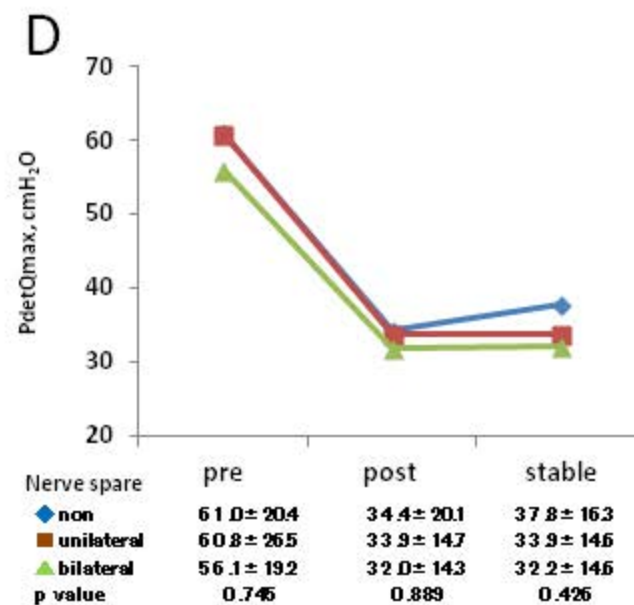 D
70
60
50
40
30
20
PdetQmax, cmH₂O
pre post stable
Nerve spare
non 61.0 ± 20.4 34.4 ± 20.1 37.8 ± 16.3
unilateral 60.8 ± 26.5 33.9 ± 14.7 33.9 ± 14.6
bilateral 56.1 ± 19.2 32.0 ± 14.3 32.2 ± 14.6
p value 0.745 0.889 0.426